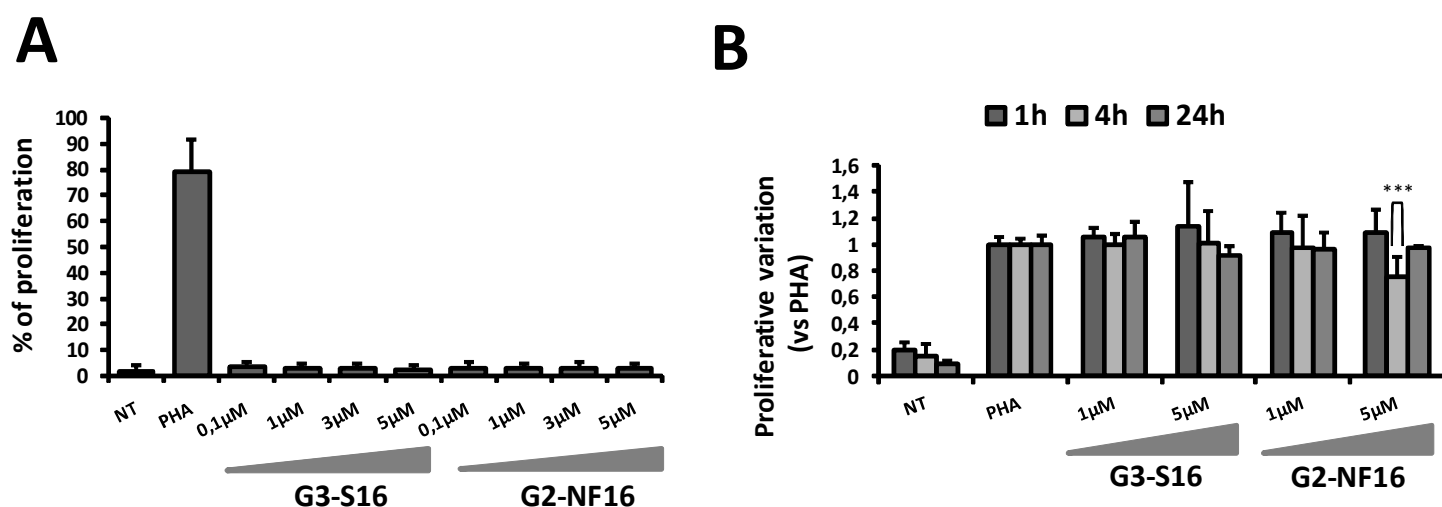 A
% of proliferation
100
90
80
70
60
50
40
30
20
10
0
NT PHA 0,1µM 1µM 3µM 5µM 0,1µM 1µM 3µM 5µM
G3-S16 G2-NF16
B
1h 4h 24h
Proliferative variation
(vs PHA)
1,6
1,4
1,2
1
0,8
0,6
0,4
0,2
0
***
NT PHA 1µM 5µM 1µM 5µM
G3-S16 G2-NF16